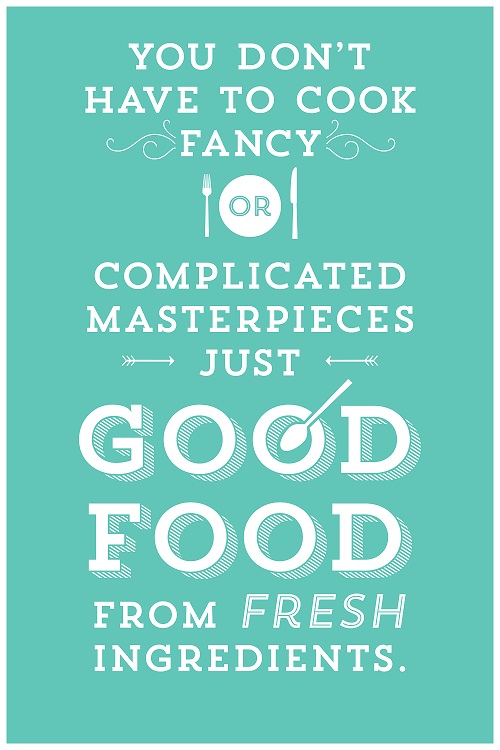 YOU DON'T
HAVE TO COOK
FANCY
OR
COMPLICATED
MASTERPIECES
JUST
GOOD
FOOD
FROM FRESH
INGREDIENTS.